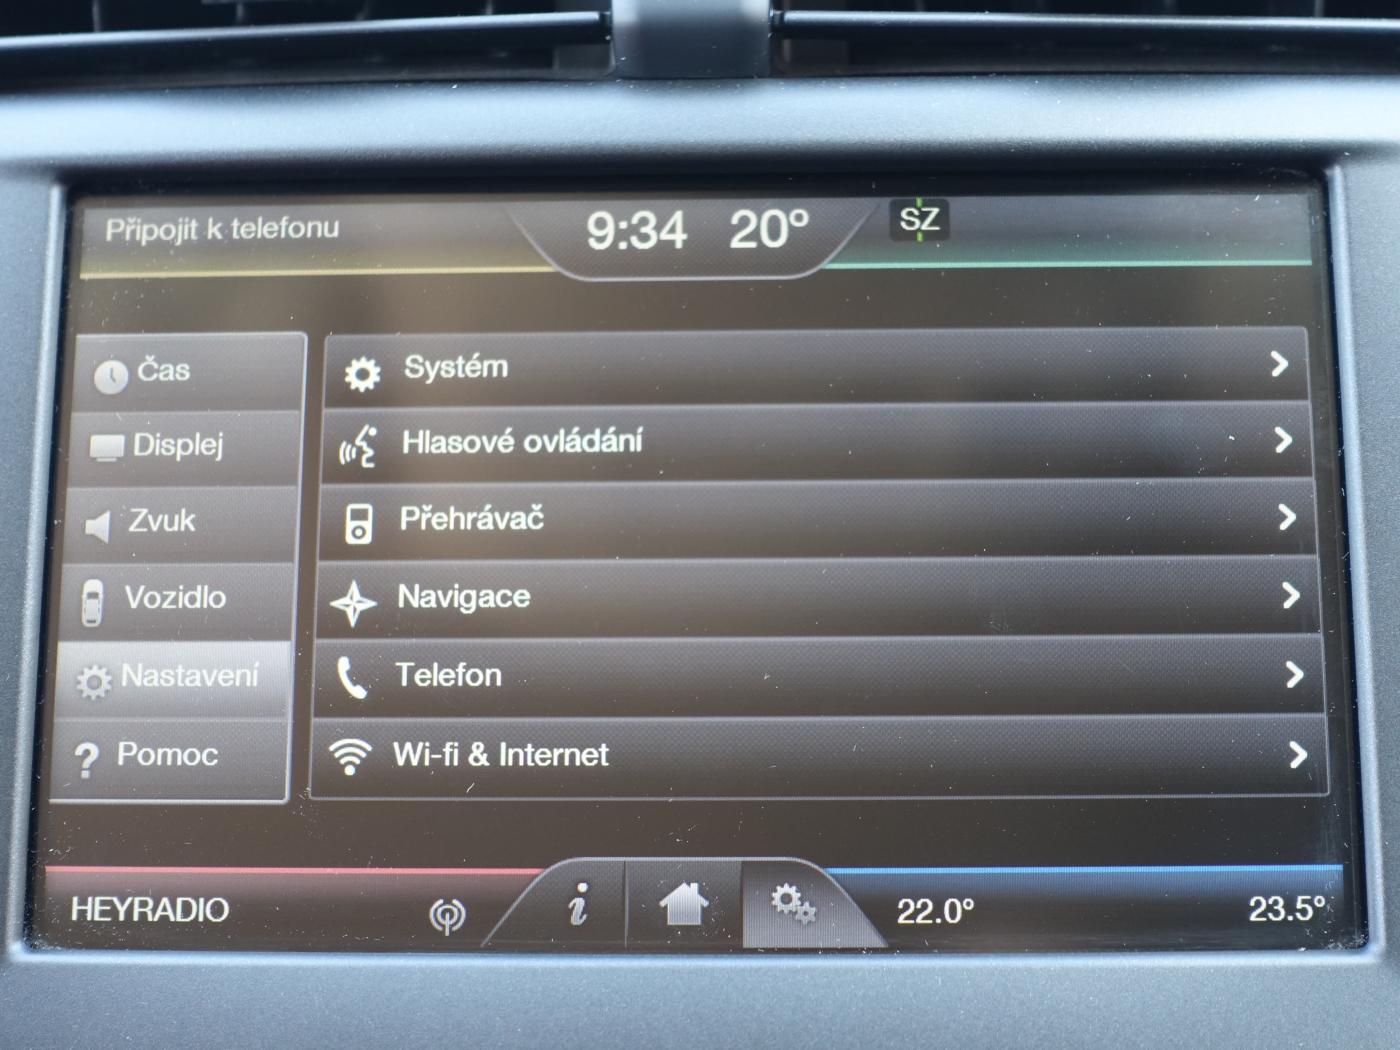 Připojit k telefonu
9:34 20°
SZ
Čas
Displej
Zvuk
Vozidlo
Nastavení
Pomoc
Systém
Hlasové ovládání
Přehrávač
Navigace
Telefon
Wi-fi & Internet
HEYRADIO
22.0°
23.5°